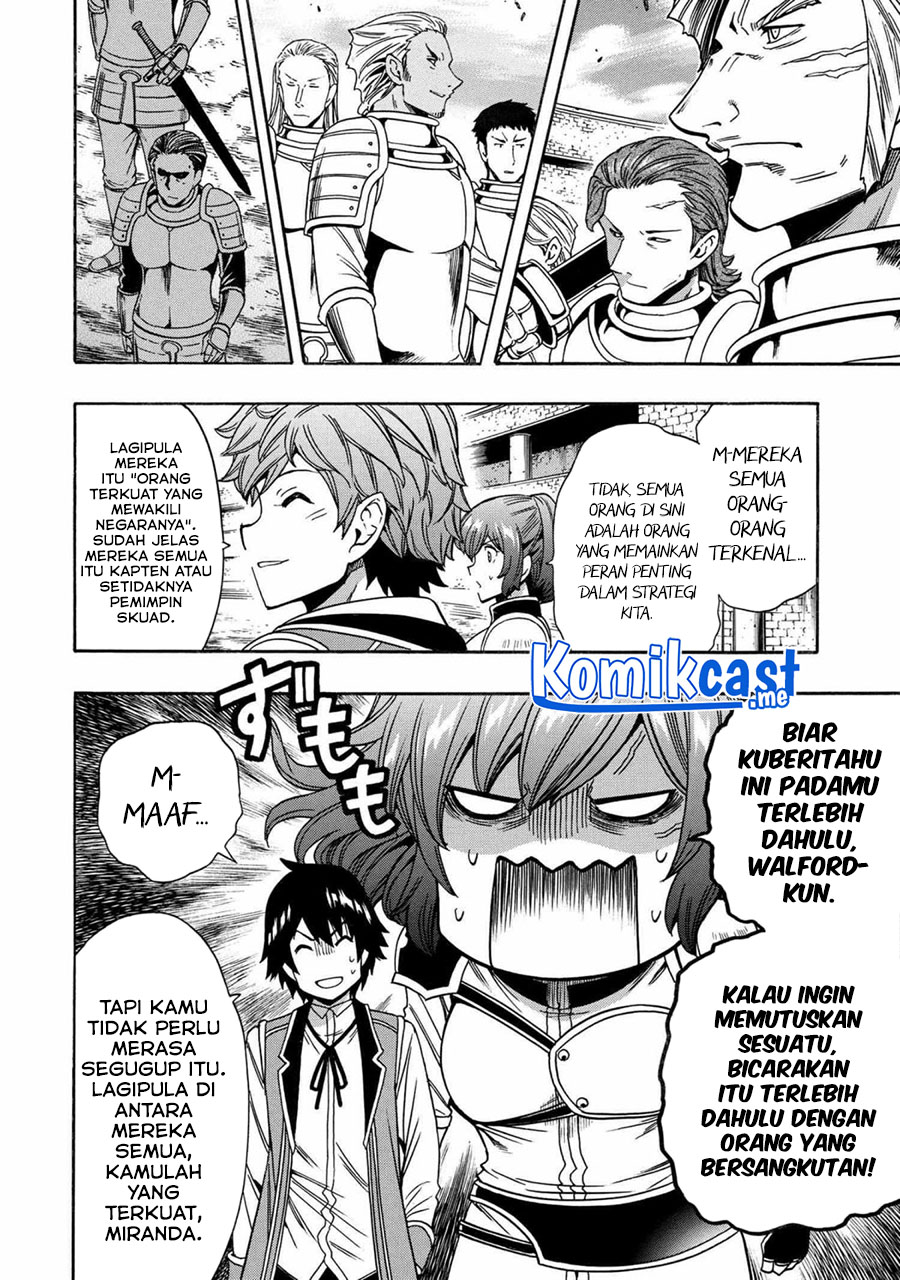 M-MEREKA
SEMUA
ORANG-
ORANG
TERKENAL...
TIDAK, SEMUA
ORANG DI SINI
ADALAH ORANG
YANG MEMAINKAN
PERAN PENTING
DALAM STRATEGI
KITA.
LAGIPULA
MEREKA
ITU "ORANG
TERKUAT YANG
MEWAKILI
NEGARANYA".
SUDAH JELAS
MEREKA SEMUA
ITU KAPTEN ATAU
SETIDAKNYA
PEMIMPIN
SKUAD.
Komikcast
.me
BIAR
KUBERITAHU
INI PADAMU
TERLEBIH
DAHULU,
WALFORD-
KUN.
KALAU INGIN
MEMUTUSKAN
SESUATU,
BICARAKAN
ITU TERLEBIH
DAHULU DENGAN
ORANG YANG
BERSANGKUTAN!
ずももも
M-
MAAF...
TAPI KAMU
TIDAK PERLU
MERASA
SEGUGUP ITU.
LAGIPULA DI
ANTARA
MEREKA
SEMUA,
KAMULAH
YANG
TERKUAT,
MIRANDA.